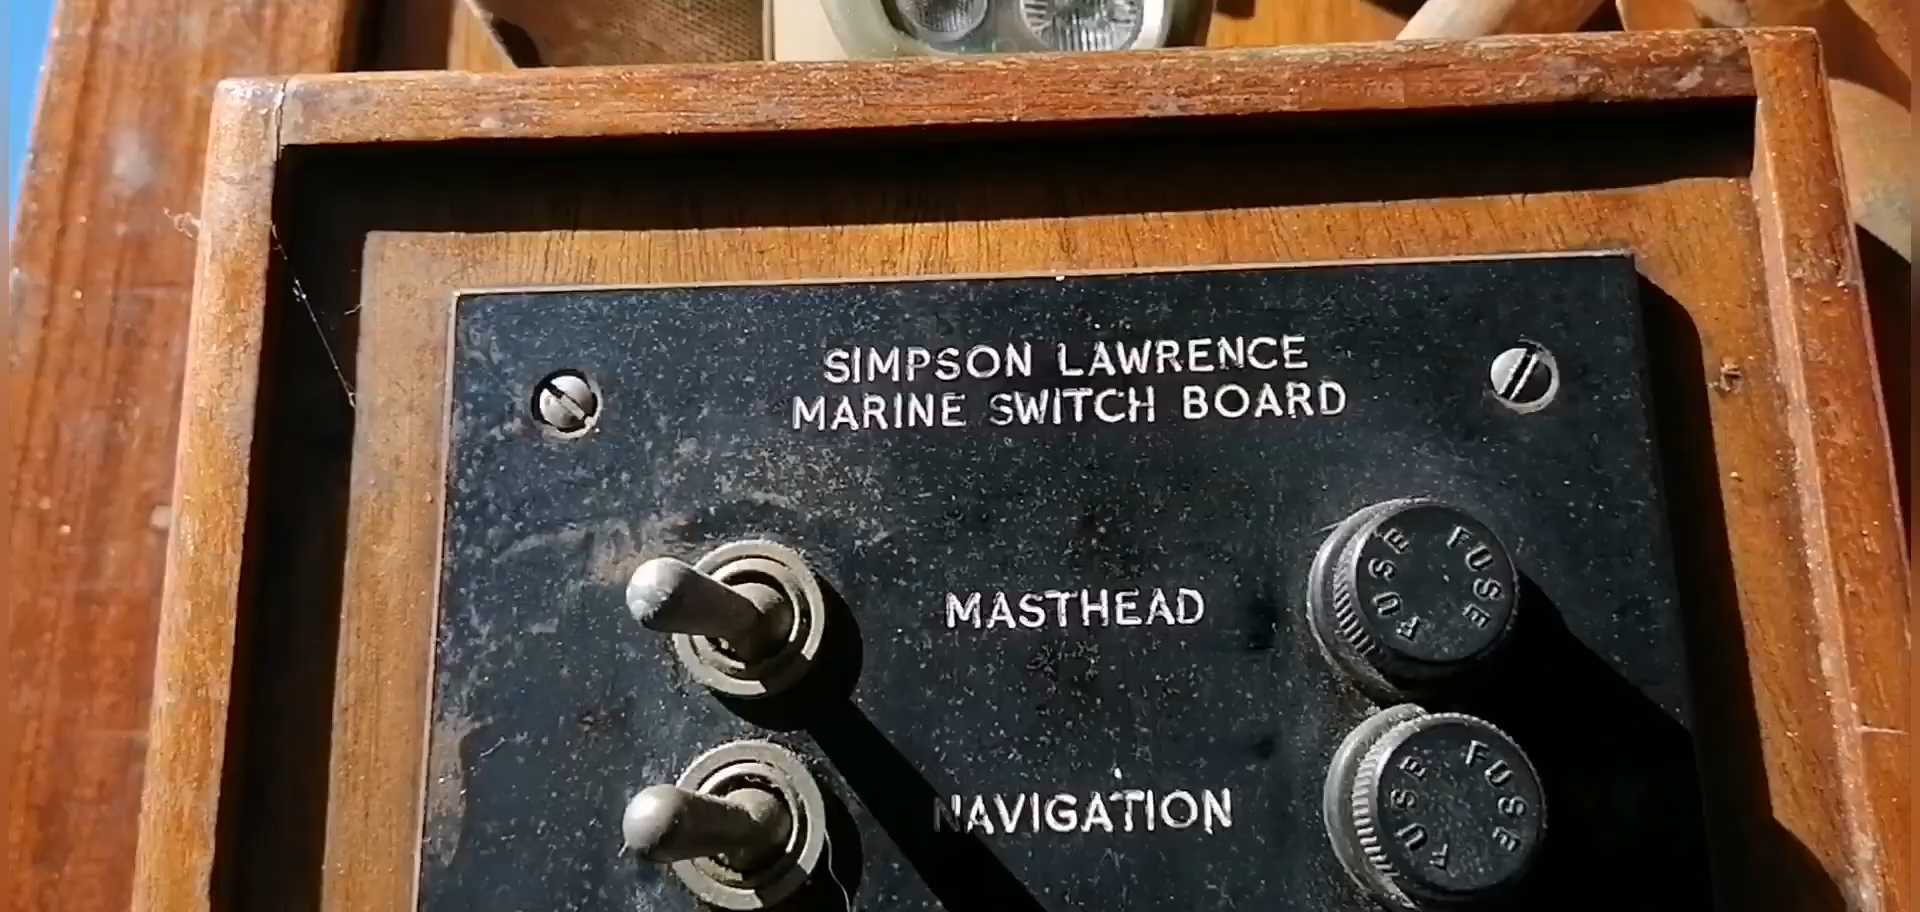 SIMPSON LAWRENCE
MARINE SWITCH BOARD
MASTHEAD
FUSE FUSE
NAVIGATION
FUSE FUSE